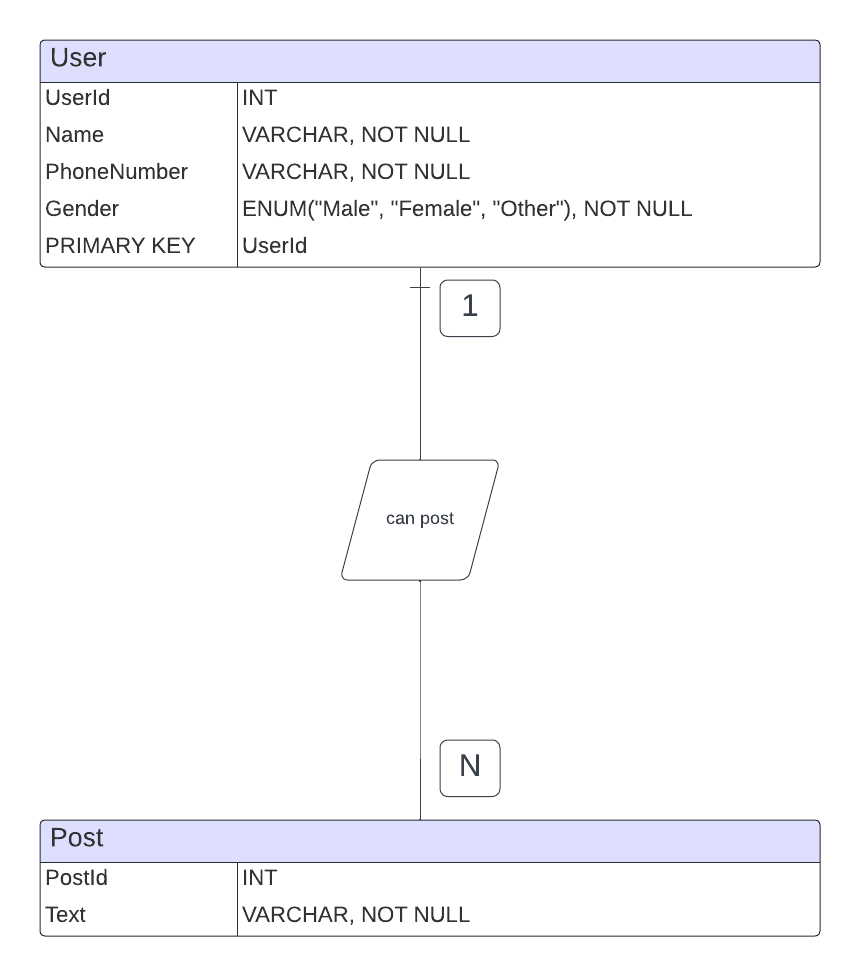 User
UserId INT
Name VARCHAR, NOT NULL
PhoneNumber VARCHAR, NOT NULL
Gender ENUM("Male", "Female", "Other"), NOT NULL
PRIMARY KEY UserId
1
can post
N
Post
PostId INT
Text VARCHAR, NOT NULL